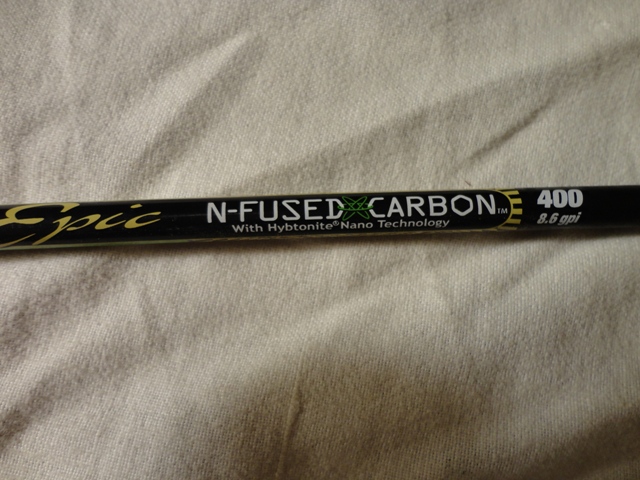 Epic
N-FUSED CARBON™
With Hybtonite® Nano Technology
400
8.6 gpi